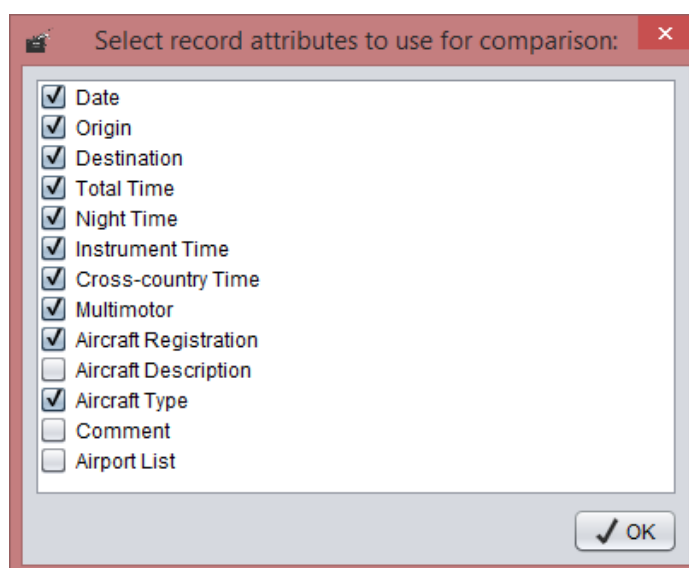 Select record attributes to use for comparison:
Date
Origin
Destination
Total Time
Night Time
Instrument Time
Cross-country Time
Multimotor
Aircraft Registration
Aircraft Description
Aircraft Type
Comment
Airport List
OK